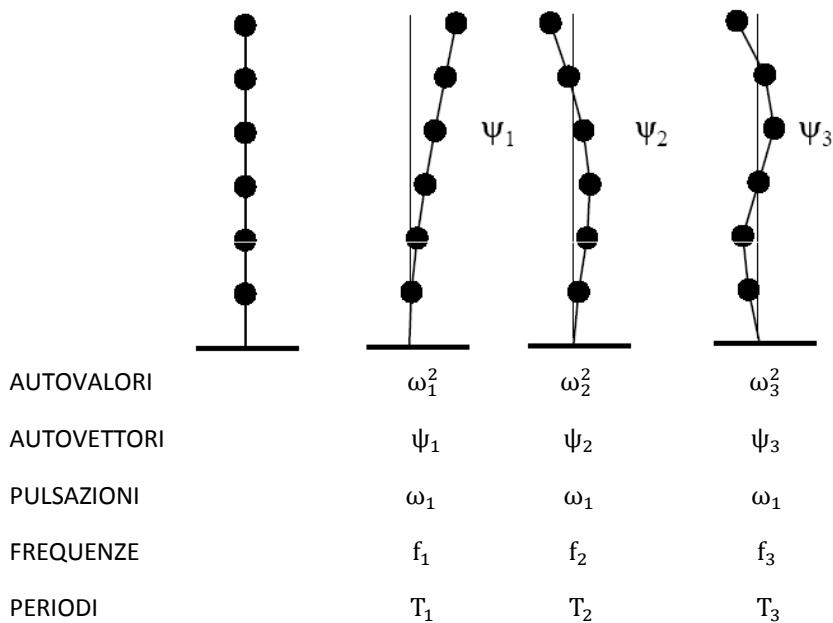 ψ₁ ψ₂ ψ₃
AUTOVALORI ω₁² ω₂² ω₃²
AUTOVETTORI ψ₁ ψ₂ ψ₃
PULSAZIONI ω₁ ω₁ ω₁
FREQUENZE f₁ f₂ f₃
PERIODI T₁ T₂ T₃